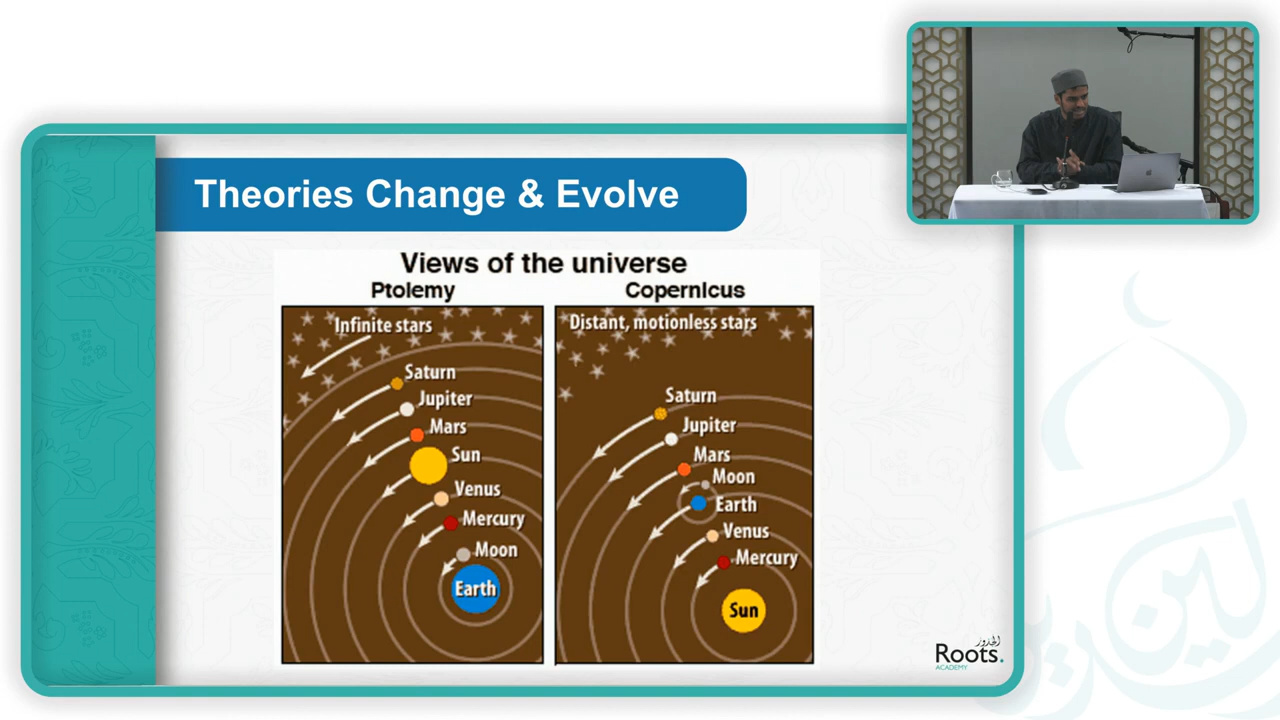 Theories Change & Evolve
Views of the universe
Ptolemy
Infinite stars
Saturn
Jupiter
Mars
Sun
Venus
Mercury
Moon
Earth
Copernicus
Distant, motionless stars
Saturn
Jupiter
Mars
Moon
Earth
Venus
Mercury
Sun
الجذور
Roots.
ACADEMY